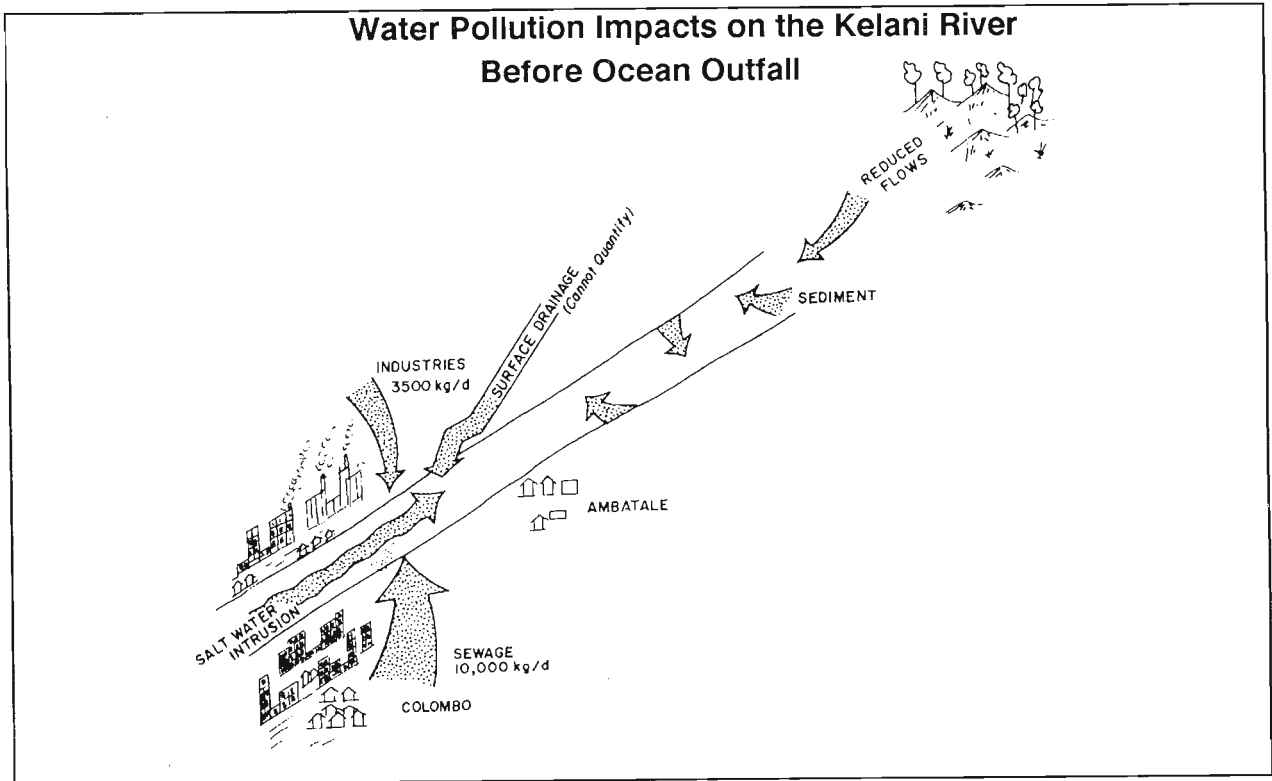 Water Pollution Impacts on the Kelani River
Before Ocean Outfall
REDUCED
FLOWS
SEDIMENT
SURFACE DRAINAGE
(Cannot Quantify)
INDUSTRIES
3500 kg/d
AMBATALE
SALT WATER
INTRUSION
SEWAGE
10,000 kg/d
COLOMBO